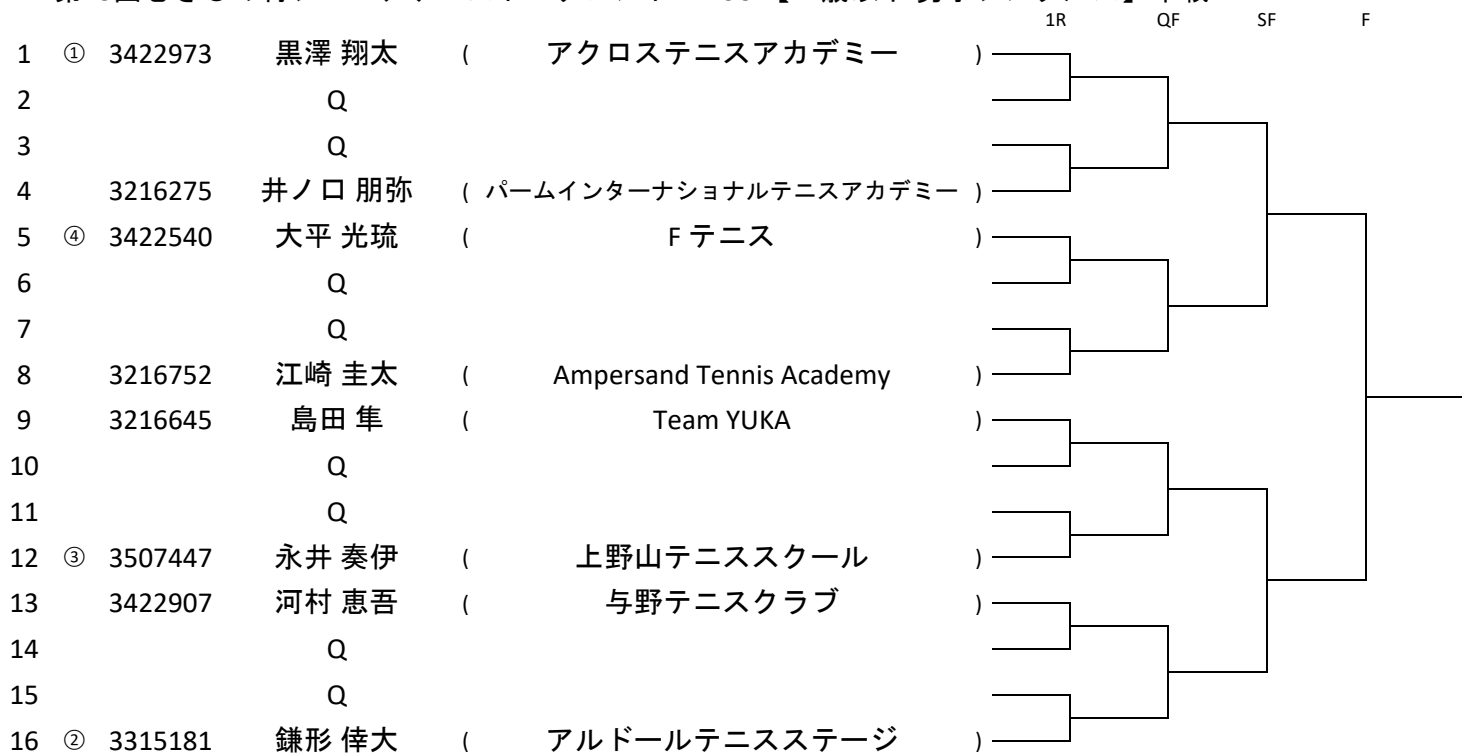 1R QF SF F
1 ① 3422973 黒澤 翔太 ( アクロステニスアカデミー )
2 Q
3 Q
4 3216275 井ノ口 朋弥 ( パームインターナショナルテニスアカデミー )
5 ④ 3422540 大平 光琉 ( F テニス )
6 Q
7 Q
8 3216752 江崎 圭太 ( Ampersand Tennis Academy )
9 3216645 島田 隼 ( Team YUKA )
10 Q
11 Q
12 ③ 3507447 永井 奏伊 ( 上野山テニススクール )
13 3422907 河村 恵吾 ( 与野テニスクラブ )
14 Q
15 Q
16 ② 3315181 鎌形 倖大 ( アルドールテニスステージ )